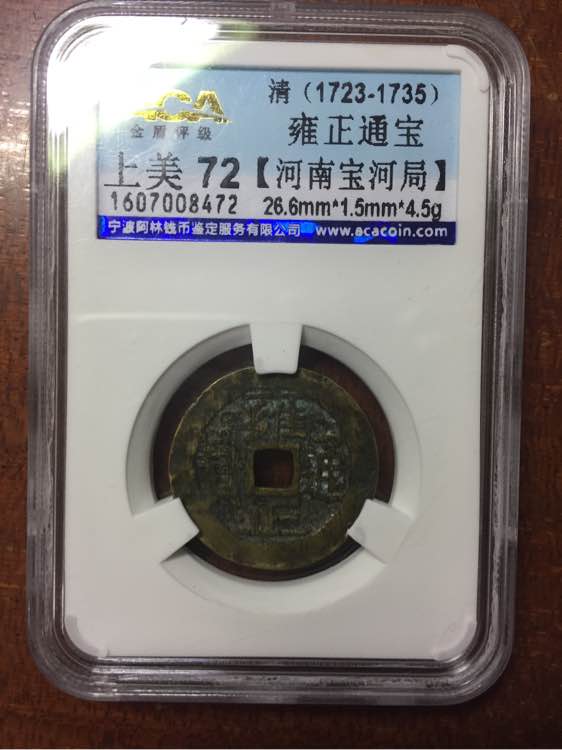 ACA
金盾评级
清（1723-1735）
雍正通宝
上美 72【河南宝河局】
1607008472 26.6mm*1.5mm*4.5g
宁波阿林钱币鉴定服务有限公司 www.acacoin.com